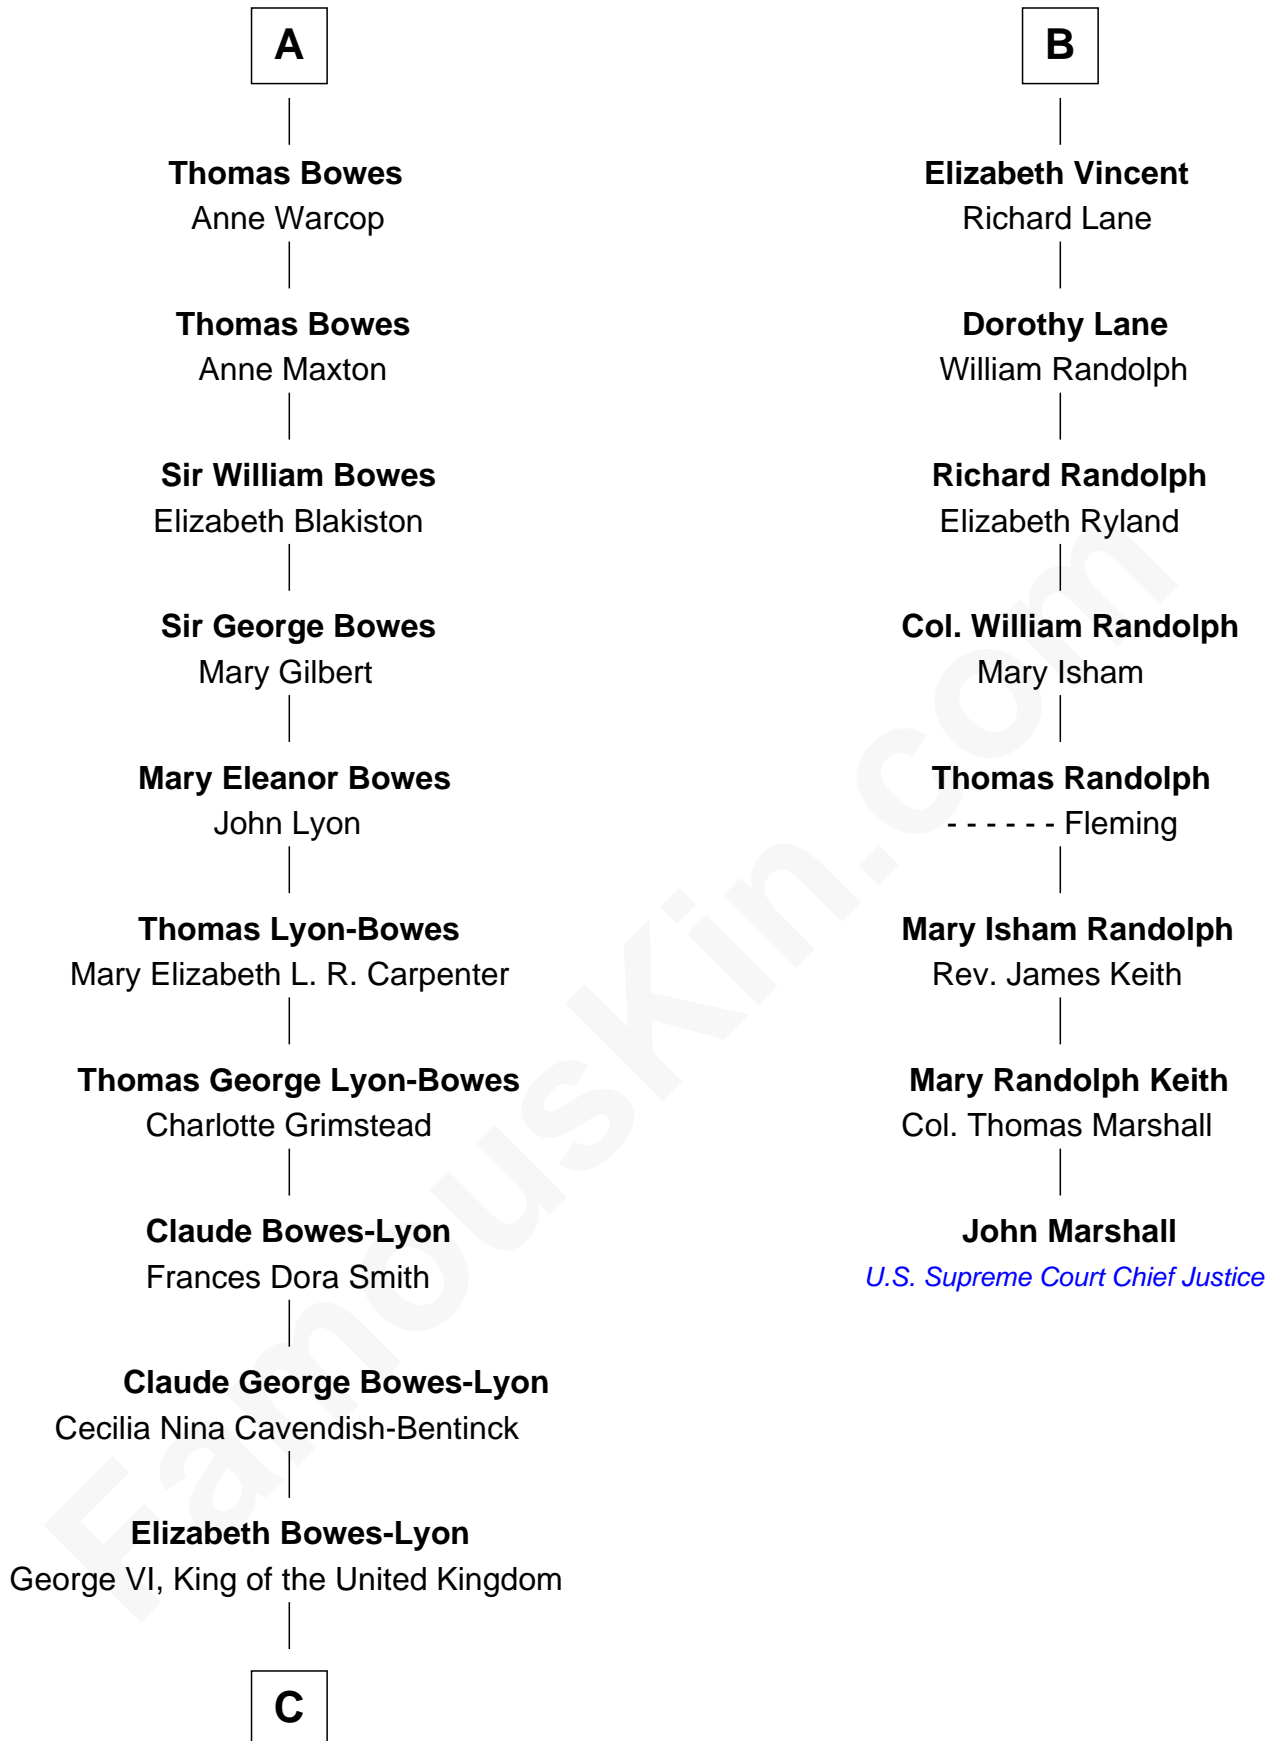 A
Thomas Bowes
Anne Warcop
Thomas Bowes
Anne Maxton
Sir William Bowes
Elizabeth Blakiston
Sir George Bowes
Mary Gilbert
Mary Eleanor Bowes
John Lyon
Thomas Lyon-Bowes
Mary Elizabeth L. R. Carpenter
Thomas George Lyon-Bowes
Charlotte Grimstead
Claude Bowes-Lyon
Frances Dora Smith
Claude George Bowes-Lyon
Cecilia Nina Cavendish-Bentinck
Elizabeth Bowes-Lyon
George VI, King of the United Kingdom
C
B
Elizabeth Vincent
Richard Lane
Dorothy Lane
William Randolph
Richard Randolph
Elizabeth Ryland
Col. William Randolph
Mary Isham
Thomas Randolph
- - - - - - Fleming
Mary Isham Randolph
Rev. James Keith
Mary Randolph Keith
Col. Thomas Marshall
John Marshall
U.S. Supreme Court Chief Justice
FamousKin.com